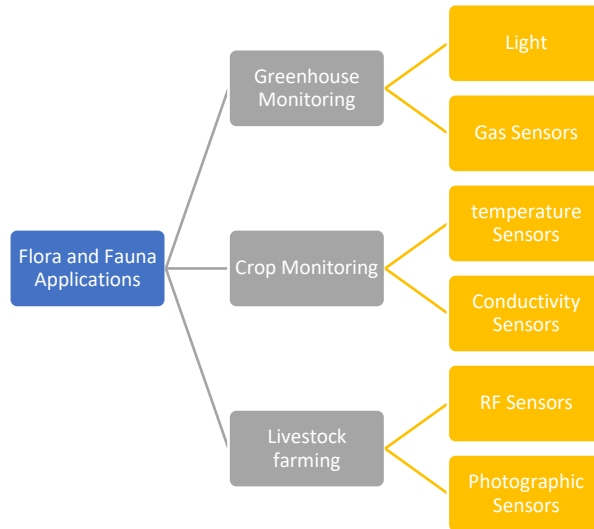 Flora and Fauna
Applications
Greenhouse
Monitoring
Light
Gas Sensors
Crop Monitoring
temperature
Sensors
Conductivity
Sensors
Livestock
farming
RF Sensors
Photographic
Sensors